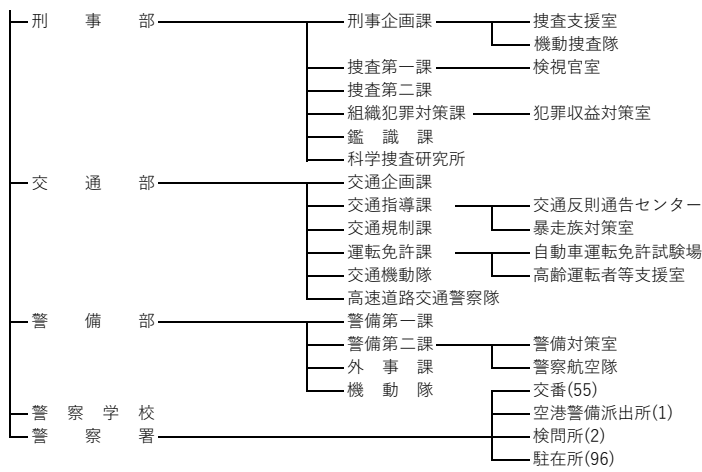 刑事部 刑事企画課 捜査支援室
機動捜査隊
捜査第一課 検視官室
捜査第二課
組織犯罪対策課 犯罪収益対策室
鑑識課
科学捜査研究所
交通部 交通企画課
交通指導課 交通反則通告センター
交通規制課 暴走族対策室
運転免許課 自動車運転免許試験場
交通機動隊 高齢運転者等支援室
高速道路交通警察隊
警備部 警備第一課
警備第二課 警備対策室
外事課 警察航空隊
機動隊 交番(55)
警察学校 空港警備派出所(1)
警察署 検問所(2)
駐在所(96)